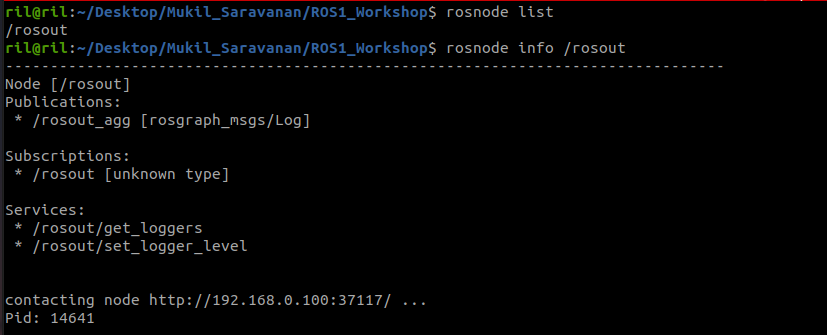 ril@ril:~/Desktop/Mukil_Saravanan/ROS1_Workshop$ rosnode list
/rosout
ril@ril:~/Desktop/Mukil_Saravanan/ROS1_Workshop$ rosnode info /rosout
--------------------------------------------------------------------------------
Node [/rosout]
Publications:
 * /rosout_agg [rosgraph_msgs/Log]

Subscriptions:
 * /rosout [unknown type]

Services:
 * /rosout/get_loggers
 * /rosout/set_logger_level


contacting node http://192.168.0.100:37117/ ...
Pid: 14641